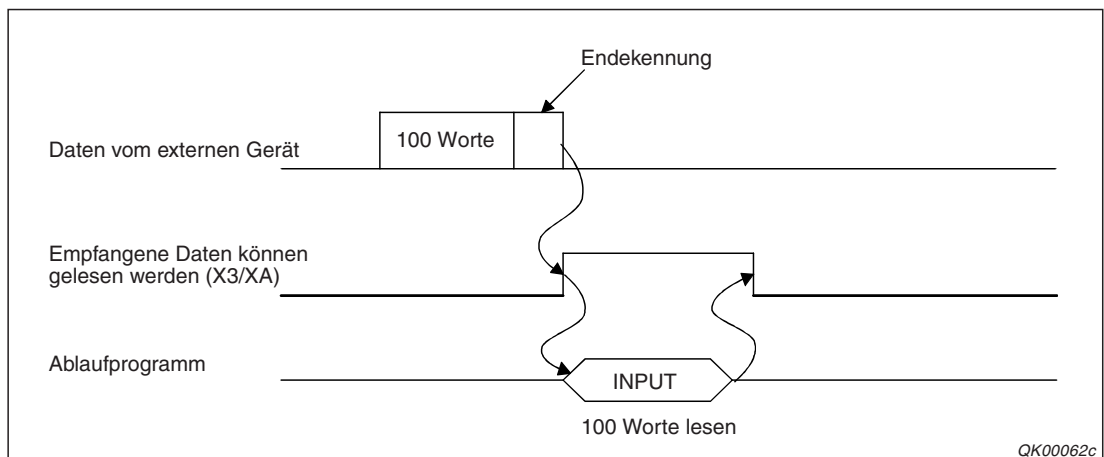 Endekennung
100 Worte
Daten vom externen Gerät
Empfangene Daten können
gelesen werden (X3/XA)
Ablaufprogramm
INPUT
100 Worte lesen
QK00062c